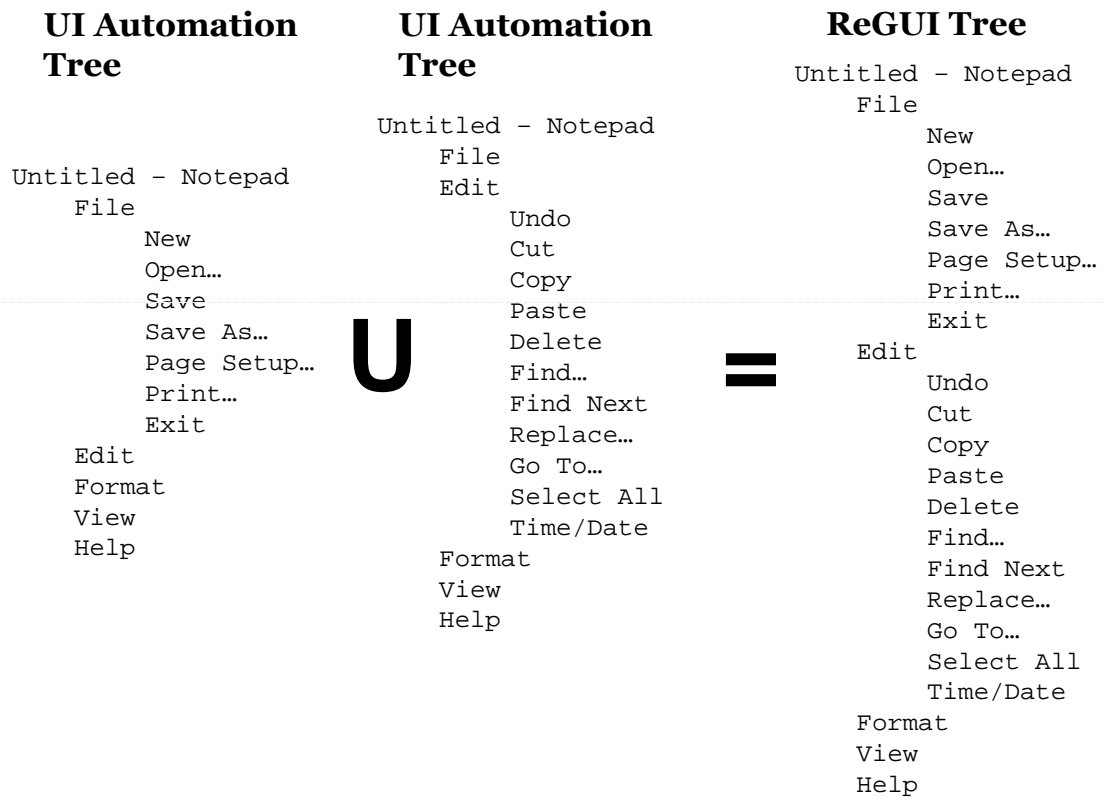 UI Automation
Tree
Untitled – Notepad
File
New
Open…
Save
Save As…
Page Setup…
Print…
Exit
Edit
Format
View
Help
U
UI Automation
Tree
Untitled – Notepad
File
Edit
Undo
Cut
Copy
Paste
Delete
Find…
Find Next
Replace…
Go To…
Select All
Time/Date
Format
View
Help
=
ReGUI Tree
Untitled – Notepad
File
New
Open…
Save
Save As…
Page Setup…
Print…
Exit
Edit
Undo
Cut
Copy
Paste
Delete
Find…
Find Next
Replace…
Go To…
Select All
Time/Date
Format
View
Help